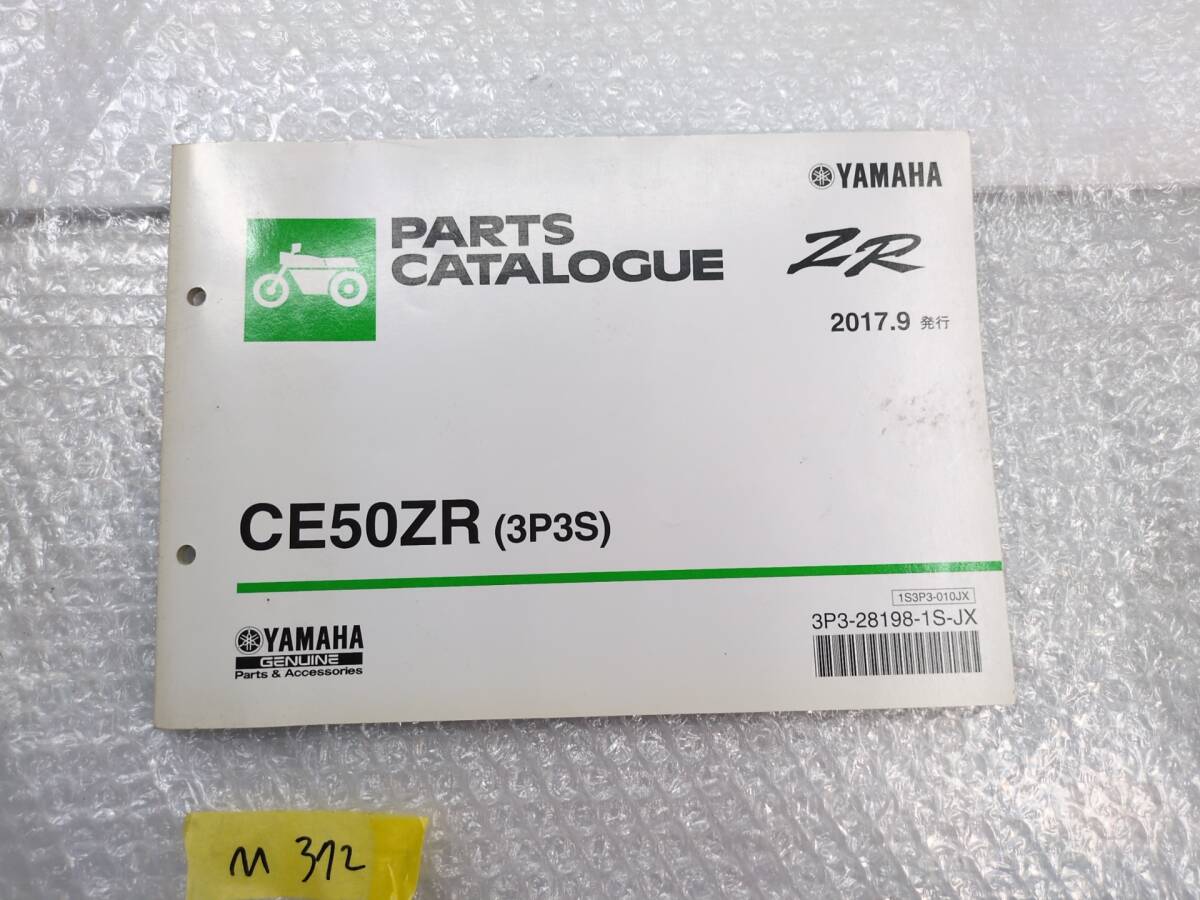 YAMAHA
PARTS
CATALOGUE
ZR
2017.9 発行
CE50ZR (3P3S)
1S3P3-010JX
3P3-28198-1S-JX
YAMAHA
GENUINE
Parts & Accessories
M 372